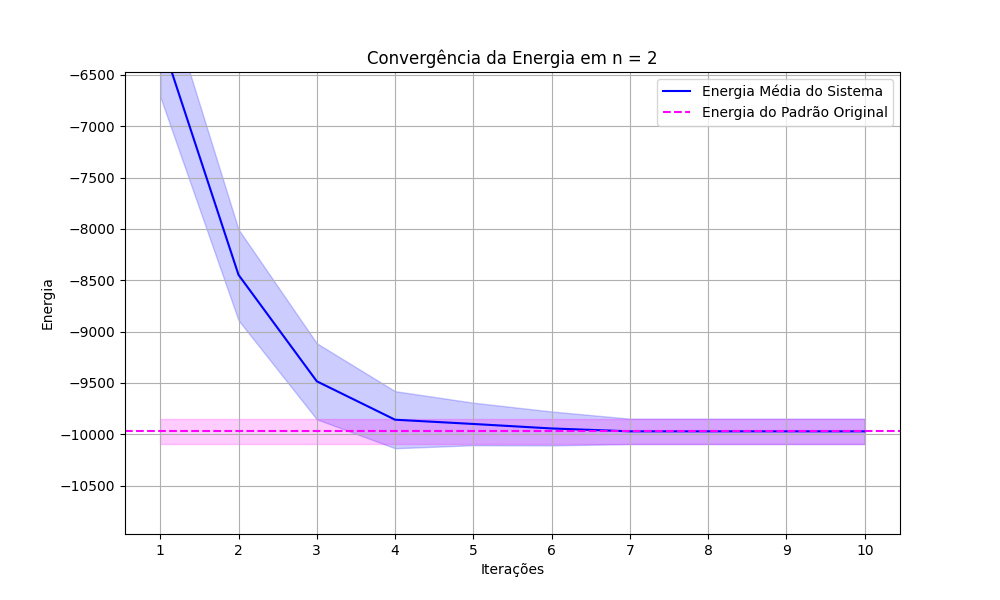 Convergência da Energia em n = 2
Energia Média do Sistema
Energia do Padrão Original
Energia
−6500
−7000
−7500
−8000
−8500
−9000
−9500
−10000
−10500
1 2 3 4 5 6 7 8 9 10
Iterações